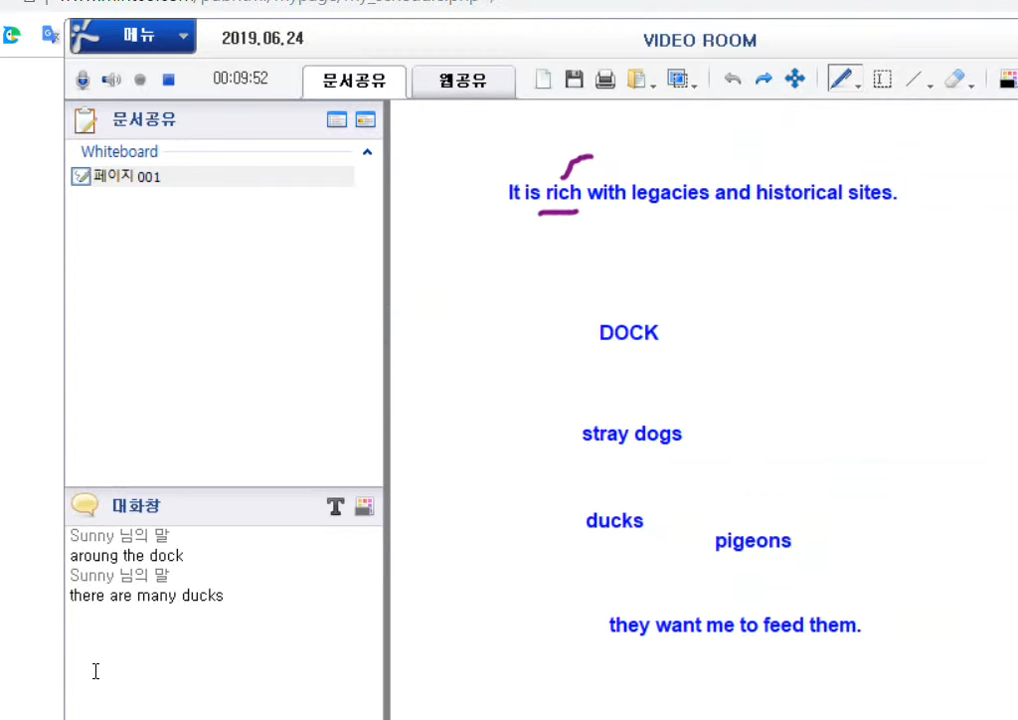 메뉴
2019.06.24
VIDEO ROOM
00:09:52
문서공유
웹공유
문서공유
Whiteboard
페이지 001
It is rich with legacies and historical sites.
DOCK
stray dogs
ducks
pigeons
they want me to feed them.
대화창
Sunny 님의 말
aroung the dock
Sunny 님의 말
there are many ducks